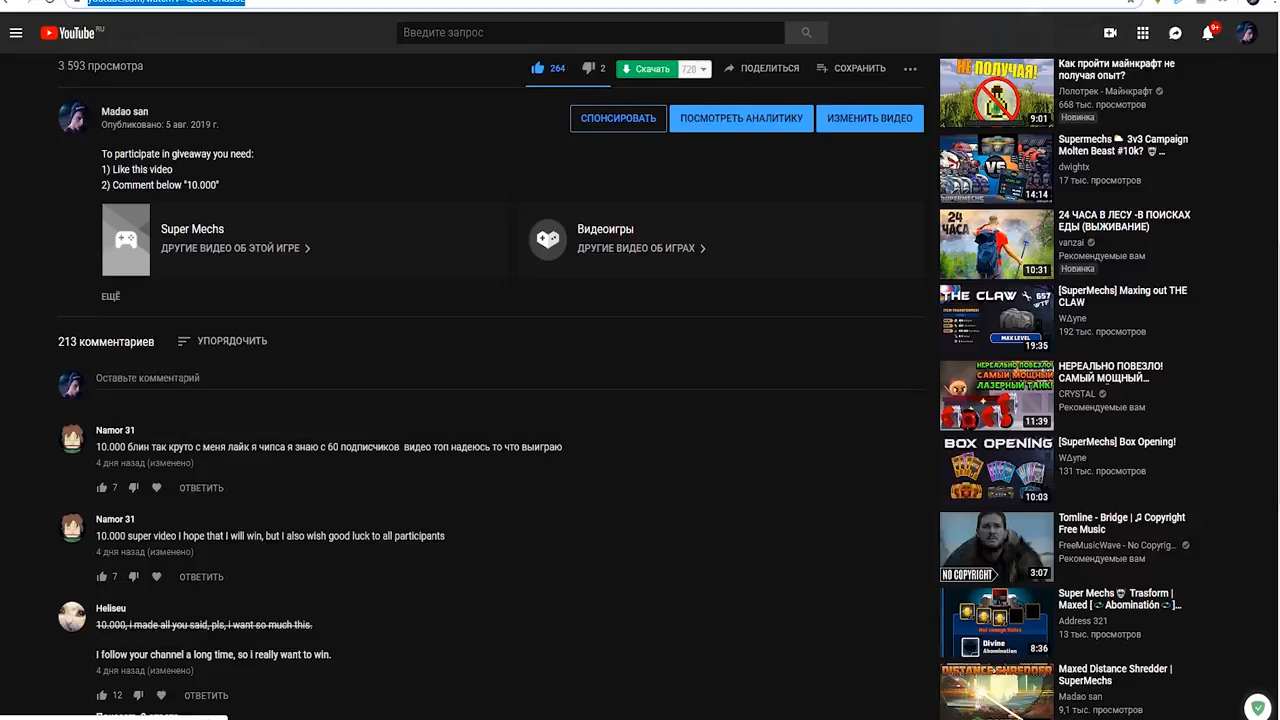 YouTube RU
Введите запрос
9+
3 593 просмотра
264
2
Скачать
720
ПОДЕЛИТЬСЯ
СОХРАНИТЬ
Madao san
Опубликовано: 5 авг. 2019 г.
СПОНСИРОВАТЬ
ПОСМОТРЕТЬ АНАЛИТИКУ
ИЗМЕНИТЬ ВИДЕО
To participate in giveaway you need:
1) Like this video
2) Comment below "10.000"
Super Mechs
ДРУГИЕ ВИДЕО ОБ ЭТОЙ ИГРЕ
Видеоигры
ДРУГИЕ ВИДЕО ОБ ИГРАХ
ЕЩЁ
213 комментариев
УПОРЯДОЧИТЬ
Оставьте комментарий
Namor 31
10.000 блин так круто с меня лайк я чипса я знаю с 60 подписчиков видео топ надеюсь то что выиграю
4 дня назад (изменено)
7
ОТВЕТИТЬ
Namor 31
10.000 super video I hope that I will win, but I also wish good luck to all participants
4 дня назад (изменено)
7
ОТВЕТИТЬ
Heliseu
10.000, i made all you said, pls, i want so much this.
I follow your channel a long time, so i really want to win.
4 дня назад (изменено)
12
ОТВЕТИТЬ
НЕ ПОЛУЧАЯ!
9:01
Как пройти майнкрафт не
получая опыт?
Лолотрек - Майнкрафт
668 тыс. просмотров
Новинка
VS
SUPERMECHS
14:14
Supermechs 3v3 Campaign
Molten Beast #10k? ...
dwightx
17 тыс. просмотров
24
ЧАСА
10:31
24 ЧАСА В ЛЕСУ -В ПОИСКАХ
ЕДЫ (ВЫЖИВАНИЕ)
vanzai
Рекомендуемые вам
Новинка
THE CLAW
657
WTF
MAX LEVEL
19:35
[SuperMechs] Maxing out THE
CLAW
WΔyne
192 тыс. просмотров
НЕРЕАЛЬНО ПОВЕЗЛО!
САМЫЙ МОЩНЫЙ
ЛАЗЕРНЫЙ ТАНК!
11:39
НЕРЕАЛЬНО ПОВЕЗЛО!
САМЫЙ МОЩНЫЙ...
CRYSTAL
Рекомендуемые вам
BOX OPENING
10:03
[SuperMechs] Box Opening!
WΔyne
131 тыс. просмотров
NO COPYRIGHT
3:07
Tomline - Bridge | ♫ Copyright
Free Music
FreeMusicWave - No Copyrig...
Рекомендуемые вам
Divine
Abomination
8:36
Super Mechs Trasform |
Maxed [ Abominatión ]...
Address 321
13 тыс. просмотров
DISTANCE SHREDDER
Maxed Distance Shredder |
SuperMechs
Madao san
9,1 тыс. просмотров